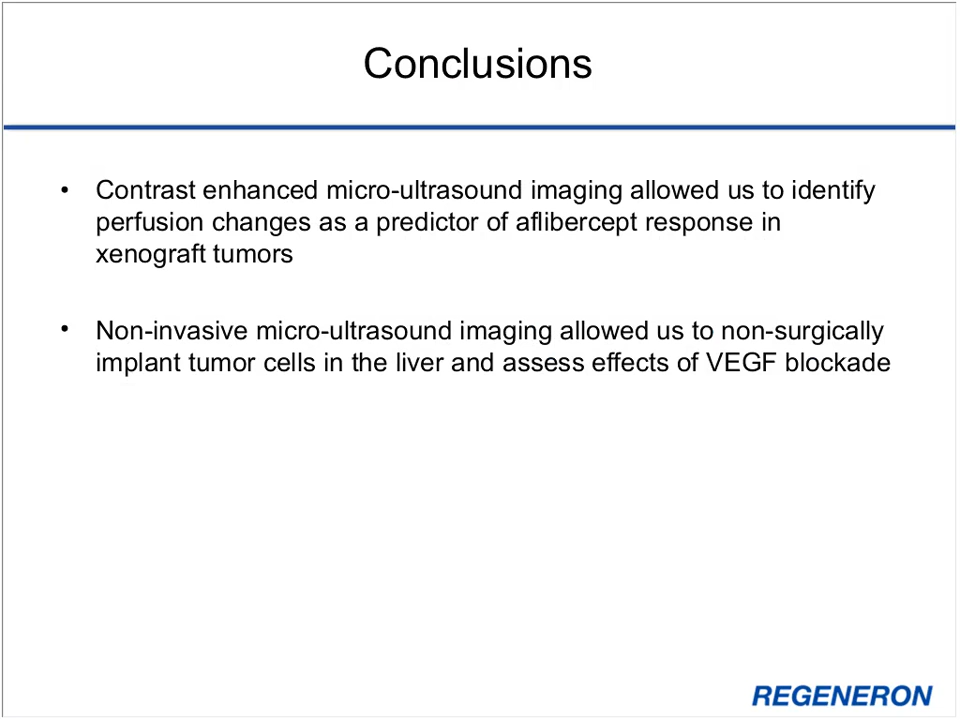 Conclusions
• Contrast enhanced micro-ultrasound imaging allowed us to identify
perfusion changes as a predictor of aflibercept response in
xenograft tumors
• Non-invasive micro-ultrasound imaging allowed us to non-surgically
implant tumor cells in the liver and assess effects of VEGF blockade
REGENERON